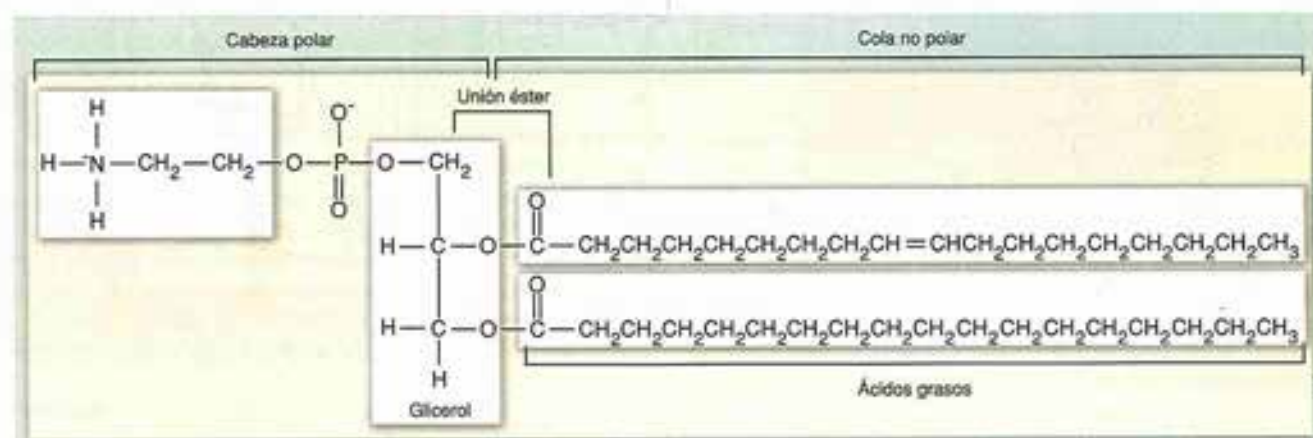 Cabeza polar
Cola no polar
Unión éster
H
O⁻
H—N—CH₂—CH₂—O—P—O—CH₂
H
O
O
H—C—O—C—CH₂CH₂CH₂CH₂CH₂CH₂CH₂CH=CHCH₂CH₂CH₂CH₂CH₂CH₂CH₂CH₃
O
H—C—O—C—CH₂CH₂CH₂CH₂CH₂CH₂CH₂CH₂CH₂CH₂CH₂CH₂CH₂CH₂CH₂CH₂CH₃
H
Glicerol
Ácidos grasos